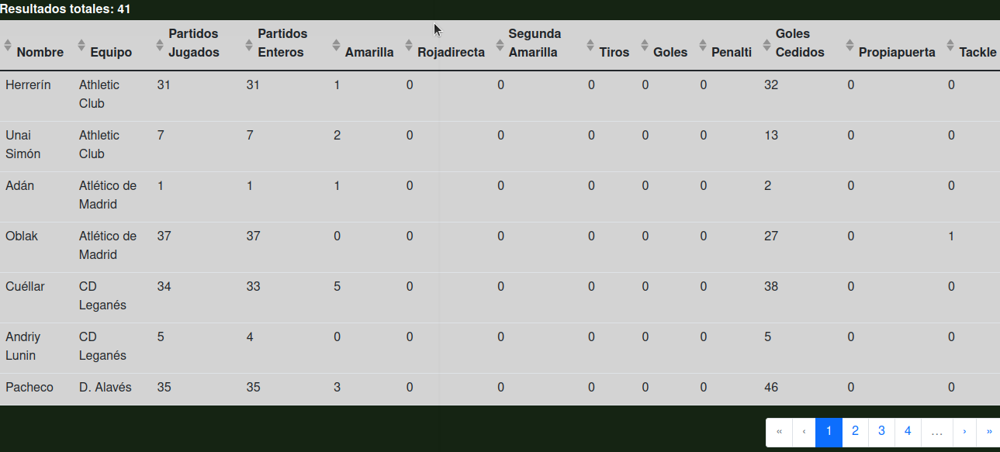 Resultados totales: 41
Nombre Equipo Partidos Jugados Partidos Enteros Amarilla Rojadirecta Segunda Amarilla Tiros Goles Penalti Goles Cedidos Propiapuerta Tackle
Herrerín Athletic Club 31 31 1 0 0 0 0 0 32 0 0
Unai Simón Athletic Club 7 7 2 0 0 0 0 0 13 0 0
Adán Atlético de Madrid 1 1 1 0 0 0 0 0 2 0 0
Oblak Atlético de Madrid 37 37 0 0 0 0 0 0 27 0 1
Cuéllar CD Leganés 34 33 5 0 0 0 0 0 38 0 0
Andriy Lunin CD Leganés 5 4 0 0 0 0 0 0 5 0 0
Pacheco D. Alavés 35 35 3 0 0 0 0 0 46 0 0
« ‹ 1 2 3 4 … › »